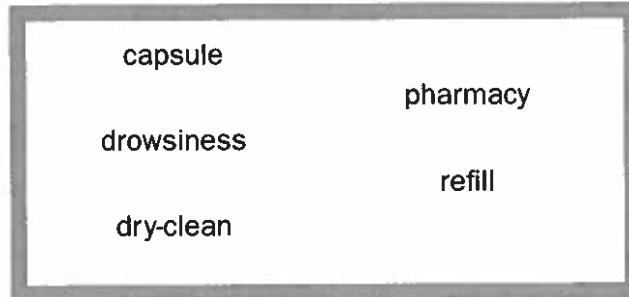 capsule
pharmacy
drowsiness
refill
dry-clean